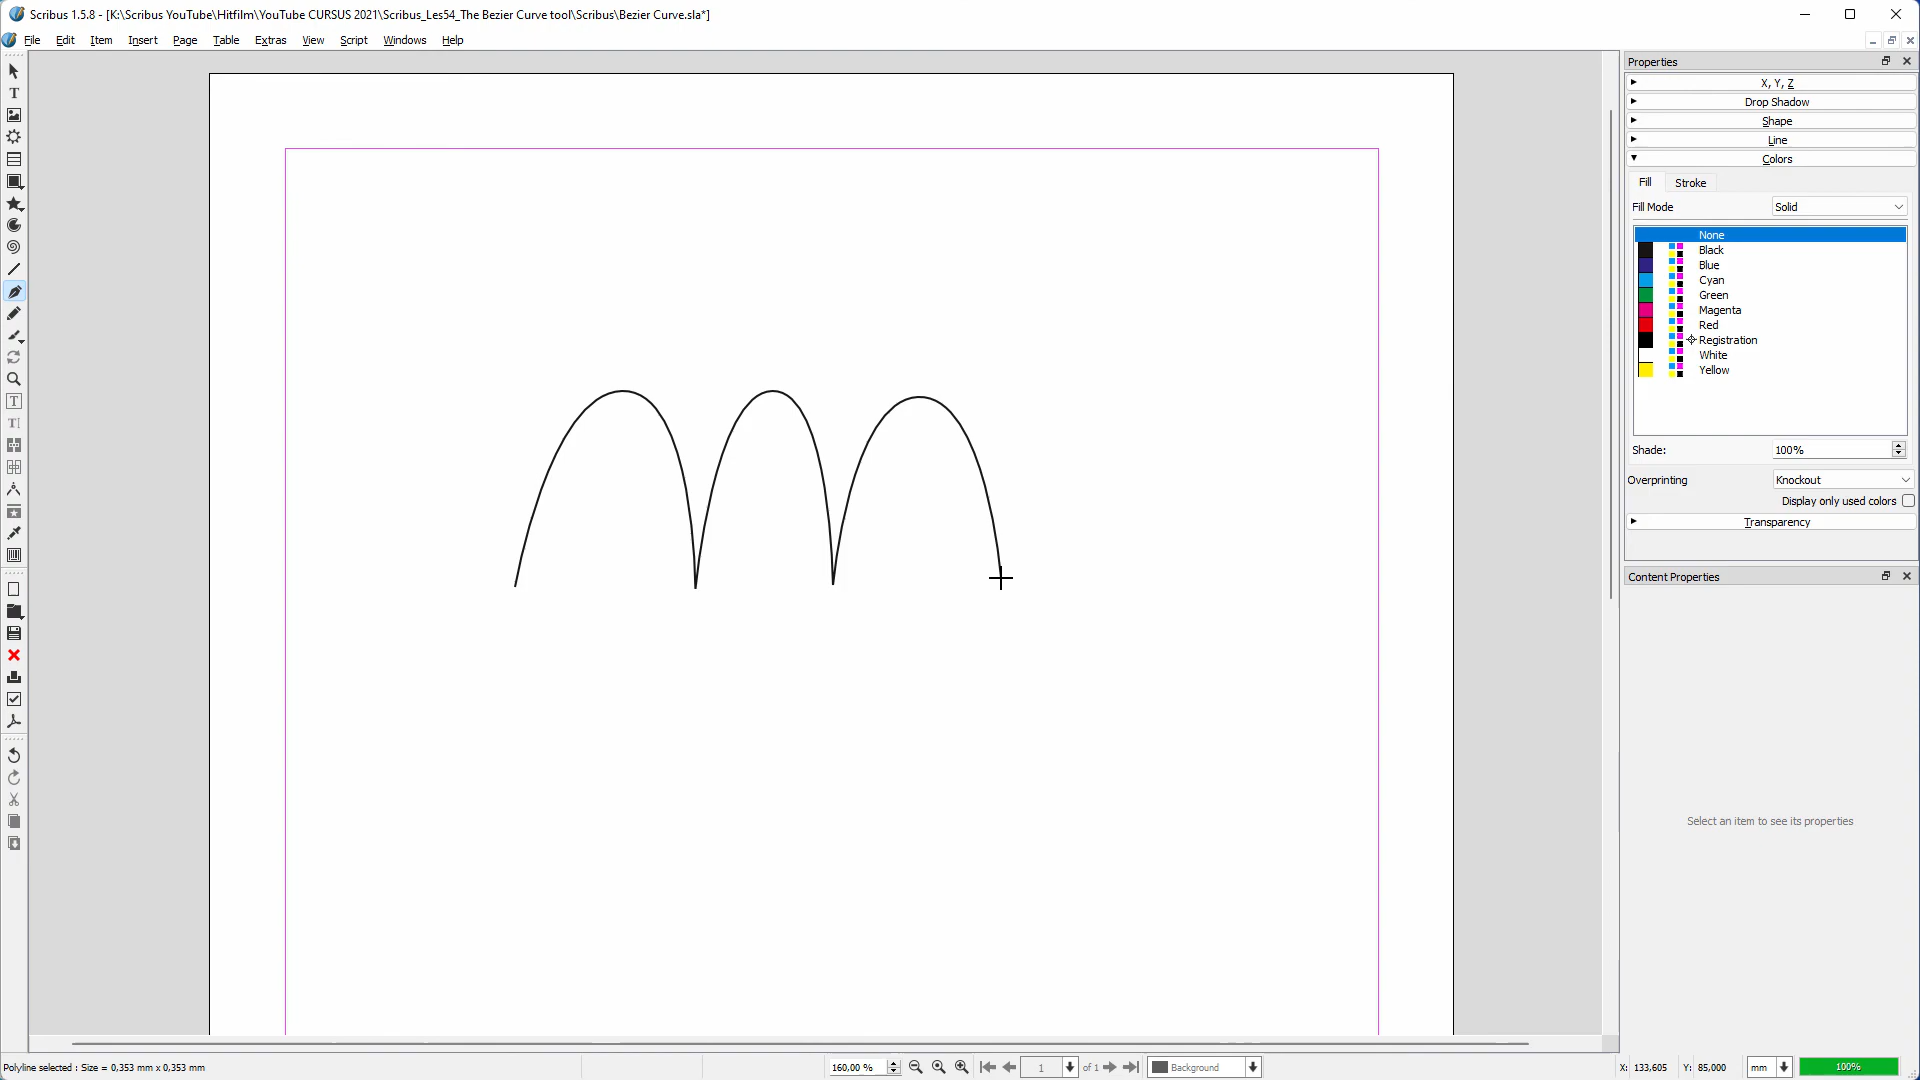 Scribus 1.5.8 - [K:\Scribus YouTube\Hitfilm\YouTube CURSUS 2021\Scribus_Les54_The Bezier Curve tool\Scribus\Bezier Curve.sla*]
File Edit Item Insert Page Table Extras View Script Windows Help
Properties
X, Y, Z
Drop Shadow
Shape
Line
Colors
Fill Stroke
Fill Mode Solid
None
Black
Blue
Cyan
Green
Magenta
Red
Registration
White
Yellow
Shade: 100%
Overprinting Knockout
Display only used colors
Transparency
Content Properties
Select an item to see its properties
Polyline selected : Size = 0,353 mm x 0,353 mm 160,00 % 1 of 1 Background X: 133,605 Y: 85,000 mm 100%